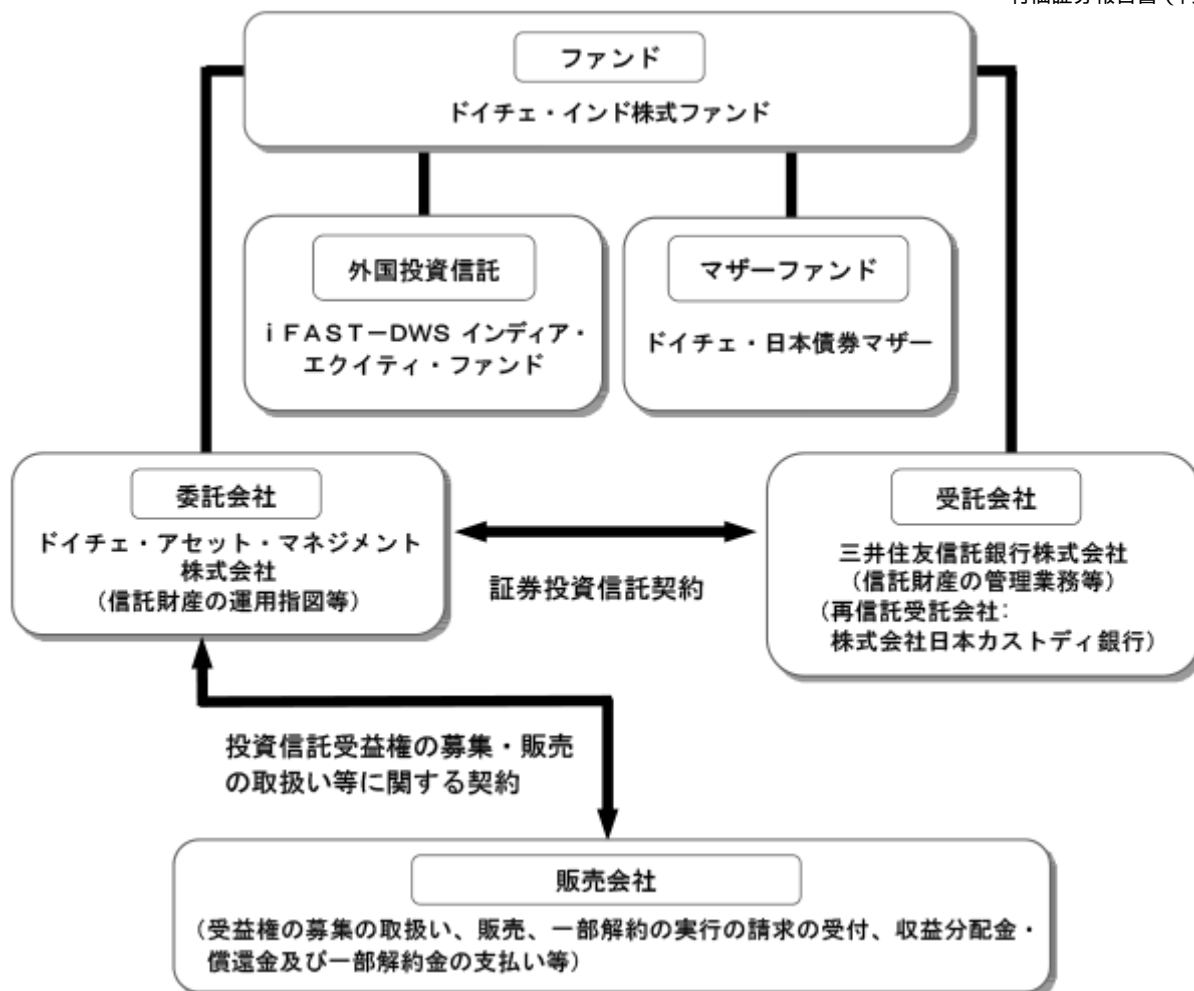 ファンド
ドイチェ・インド株式ファンド
外国投資信託
iFAST－DWS インディア・
エクイティ・ファンド
マザーファンド
ドイチェ・日本債券マザー
委託会社
ドイチェ・アセット・マネジメント
株式会社
(信託財産の運用指図等)
証券投資信託契約
受託会社
三井住友信託銀行株式会社
(信託財産の管理業務等)
(再信託受託会社:
株式会社日本カストディ銀行)
投資信託受益権の募集・販売
の取扱い等に関する契約
販売会社
(受益権の募集の取扱い、販売、一部解約の実行の請求の受付、収益分配金・
償還金及び一部解約金の支払い等)